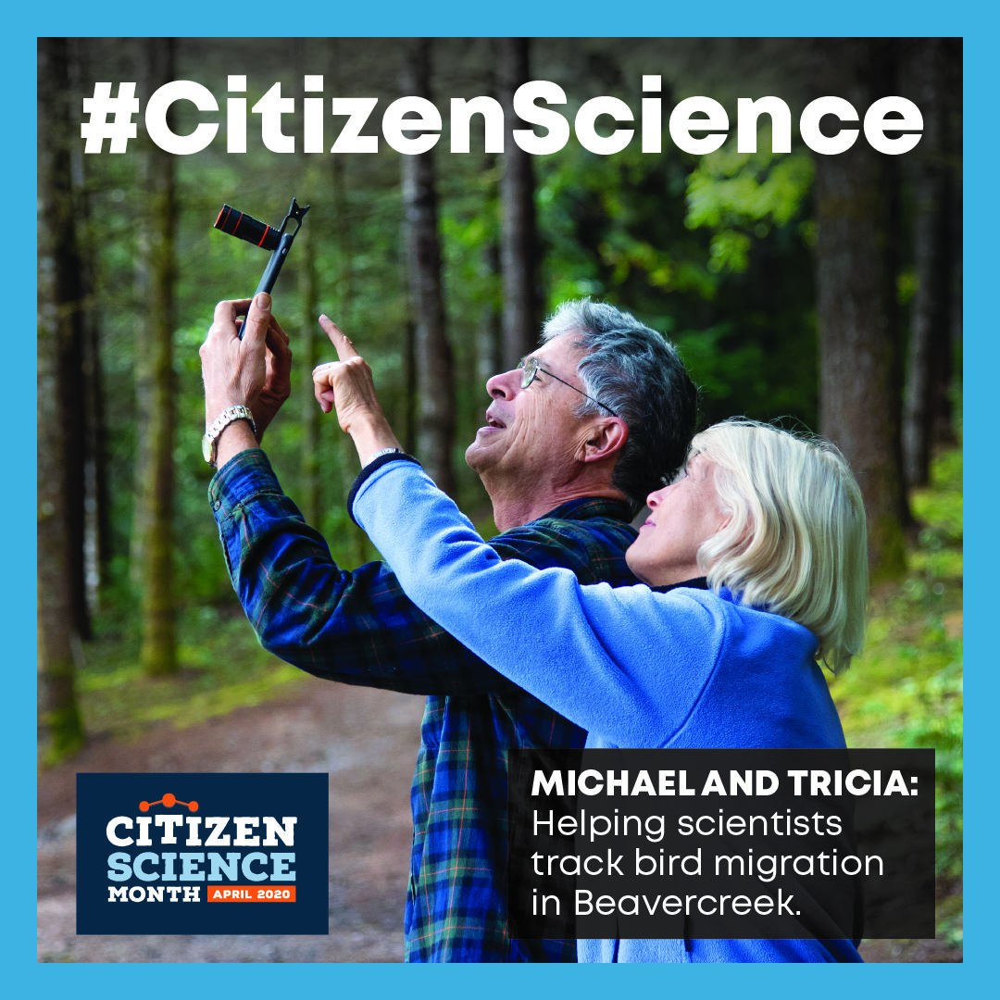 #CitizenScience
MICHAEL AND TRICIA:
Helping scientists
track bird migration
in Beavercreek.
CITIZEN
SCIENCE
MONTH APRIL 2020